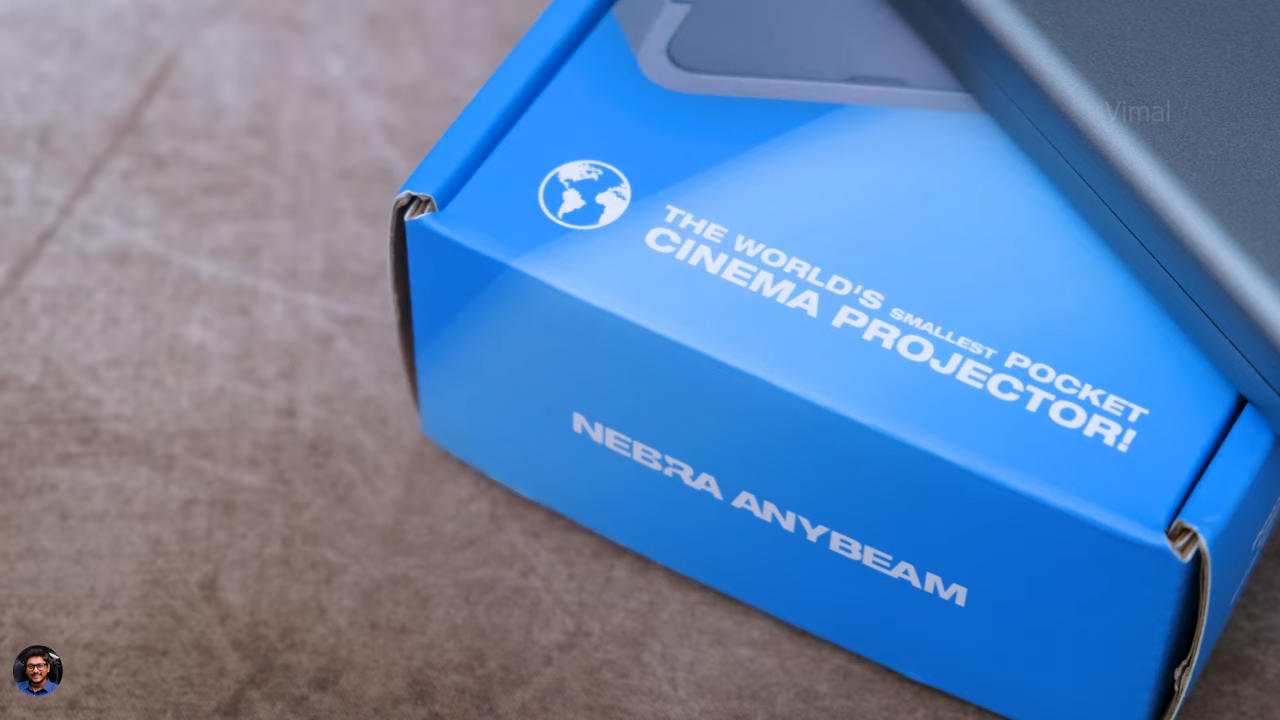 Vimal
THE WORLD'S SMALLEST POCKET
CINEMA PROJECTOR!
NEBRA ANYBEAM